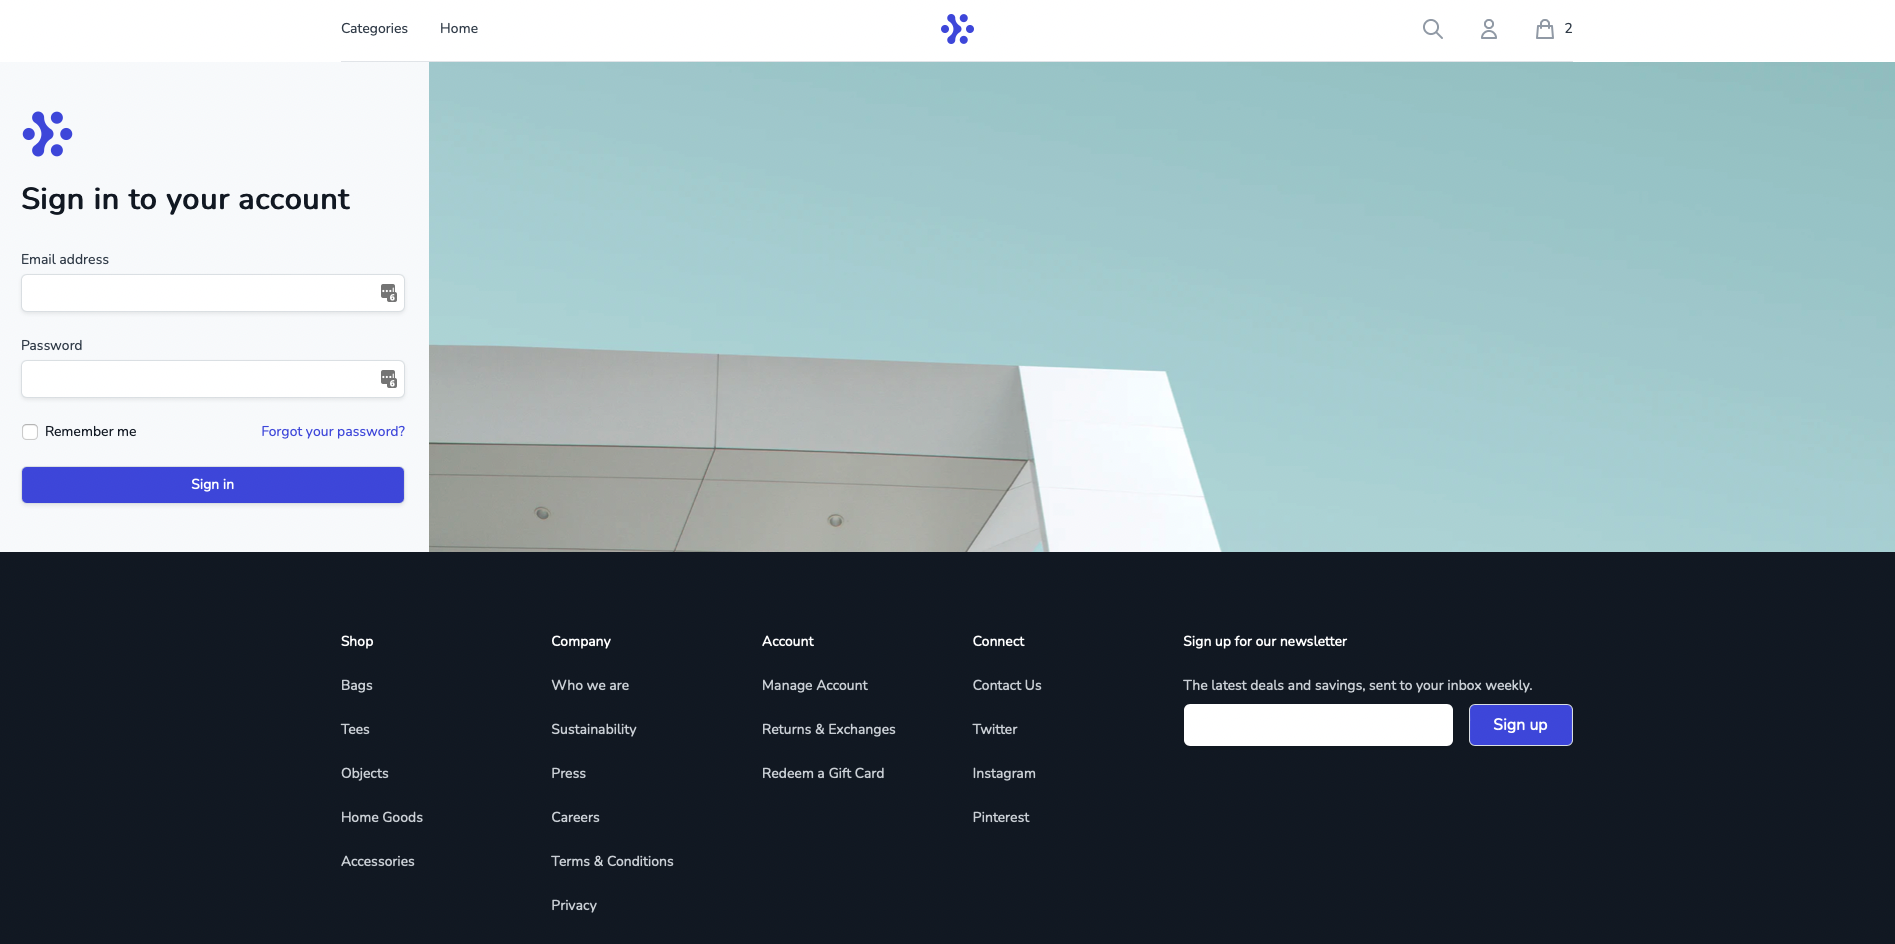 Categories Home 2
Sign in to your account
Email address
Password
Remember me Forgot your password?
Sign in
Shop
Bags
Tees
Objects
Home Goods
Accessories
Company
Who we are
Sustainability
Press
Careers
Terms & Conditions
Privacy
Account
Manage Account
Returns & Exchanges
Redeem a Gift Card
Connect
Contact Us
Twitter
Instagram
Pinterest
Sign up for our newsletter
The latest deals and savings, sent to your inbox weekly.
Sign up